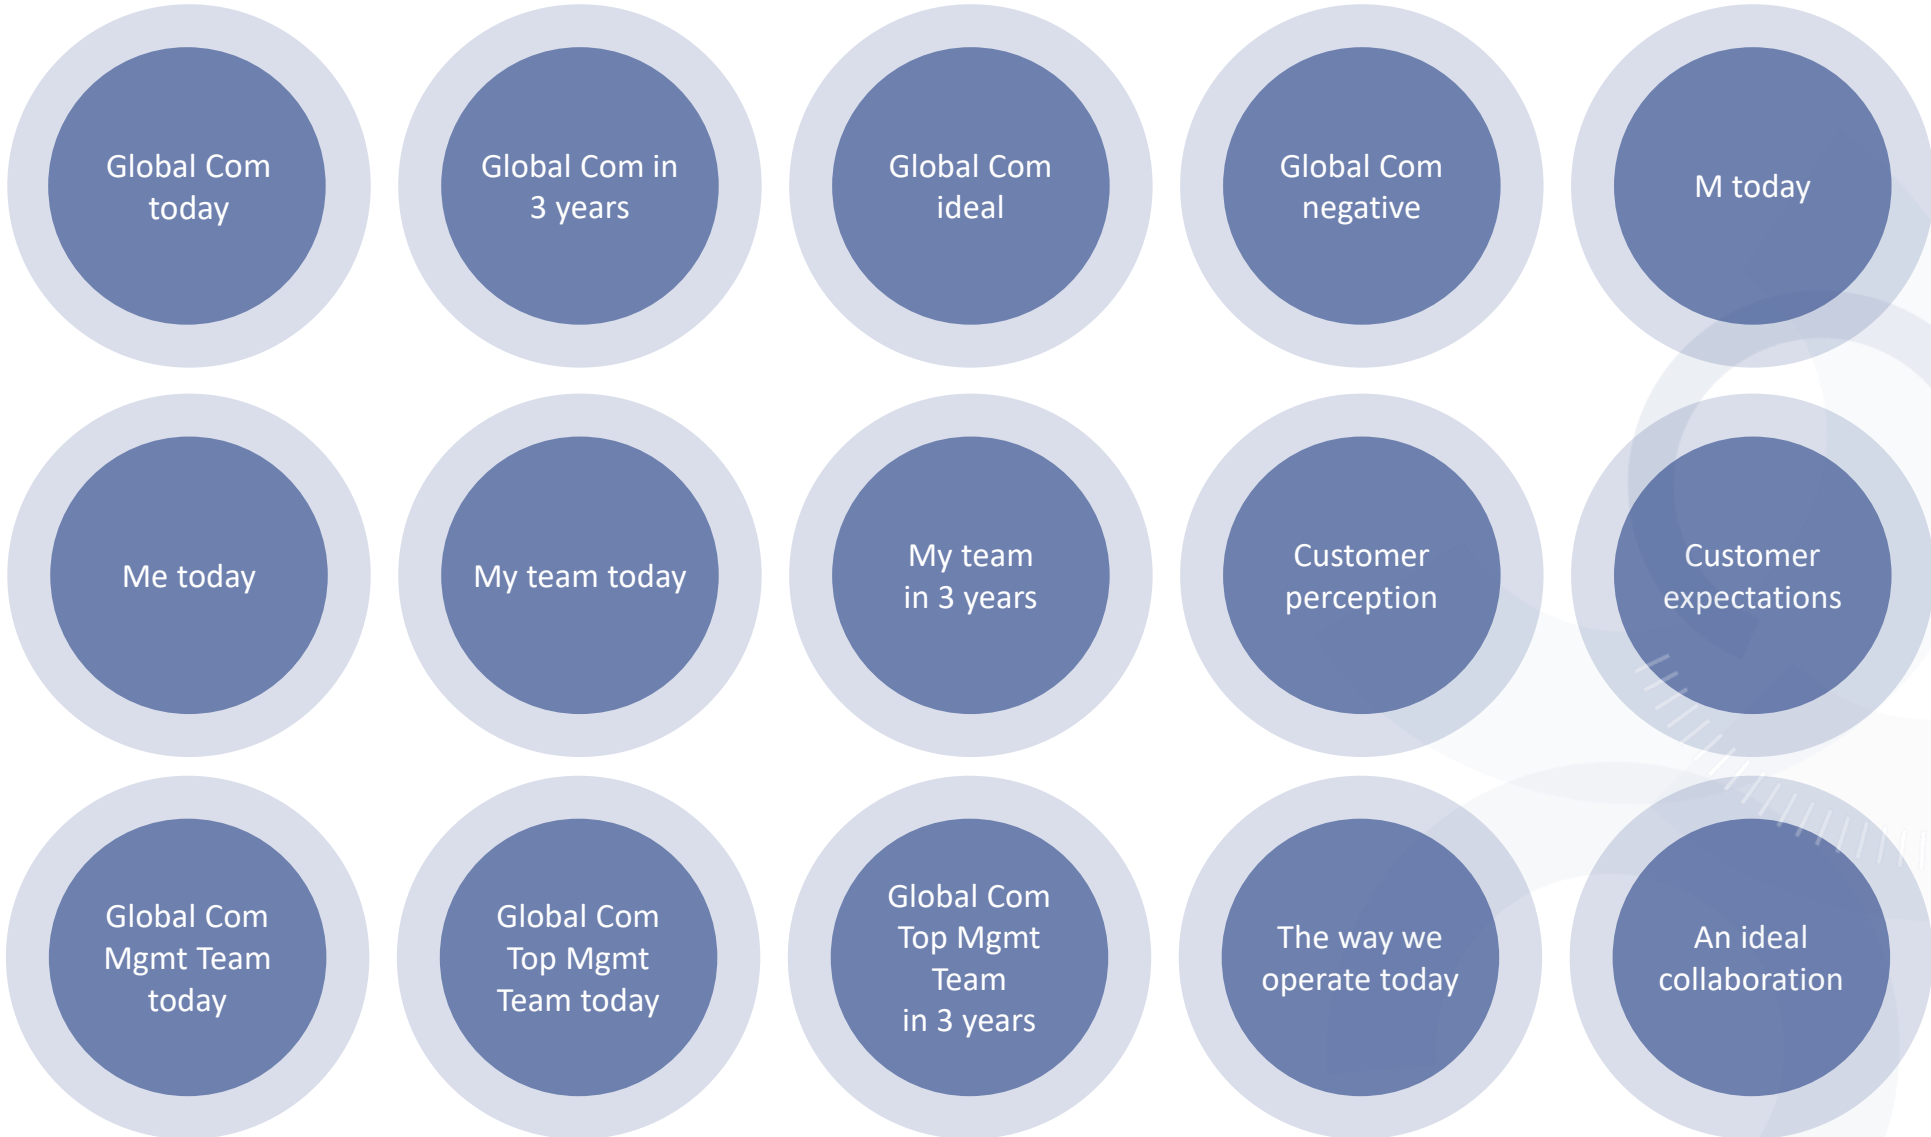 Global Com
today
Global Com in
3 years
Global Com
ideal
Global Com
negative
M today
Me today
My team today
My team
in 3 years
Customer
perception
Customer
expectations
Global Com
Mgmt Team
today
Global Com
Top Mgmt
Team today
Global Com
Top Mgmt
Team
in 3 years
The way we
operate today
An ideal
collaboration